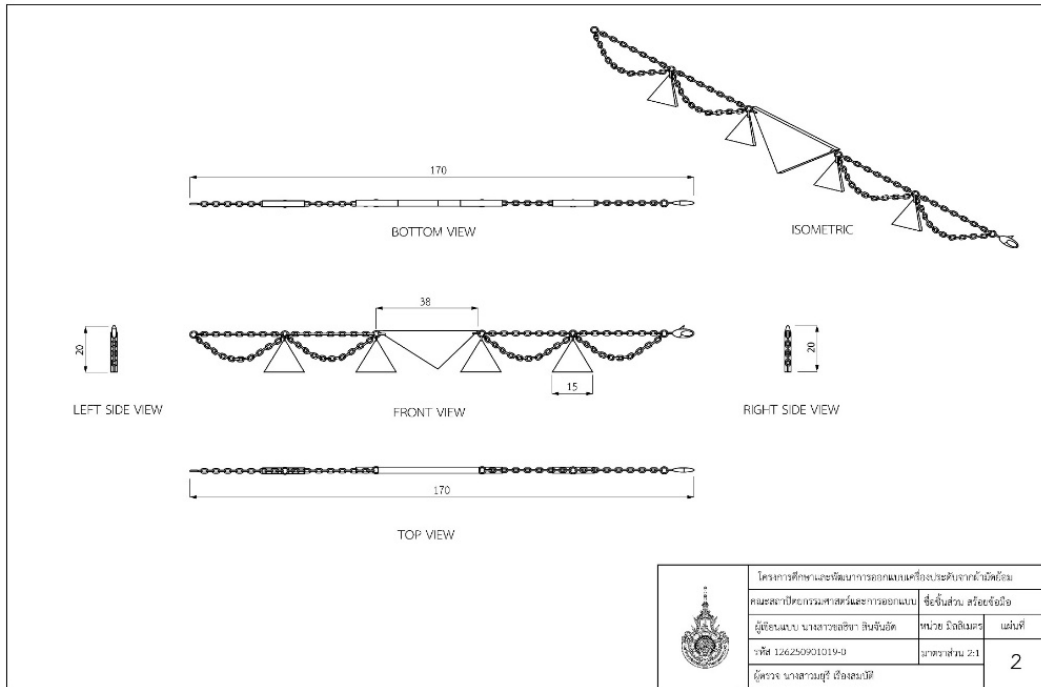 170
BOTTOM VIEW
ISOMETRIC
38
20
20
15
LEFT SIDE VIEW
FRONT VIEW
RIGHT SIDE VIEW
170
TOP VIEW
โครงการศึกษาและพัฒนาการออกแบบเครื่องประดับจากผ้ามัดย้อม
คณะสถาปัตยกรรมศาสตร์และการออกแบบ ชื่อชิ้นส่วน สร้อยข้อมือ
ผู้เขียนแบบ นางสาวชลธิชา สินจันอัด หน่วย มิลลิเมตร แผ่นที่
รหัส 126250901019-0 มาตราส่วน 2:1 2
ผู้ตรวจ นางสาวมยุรี เรืองสมบัติ